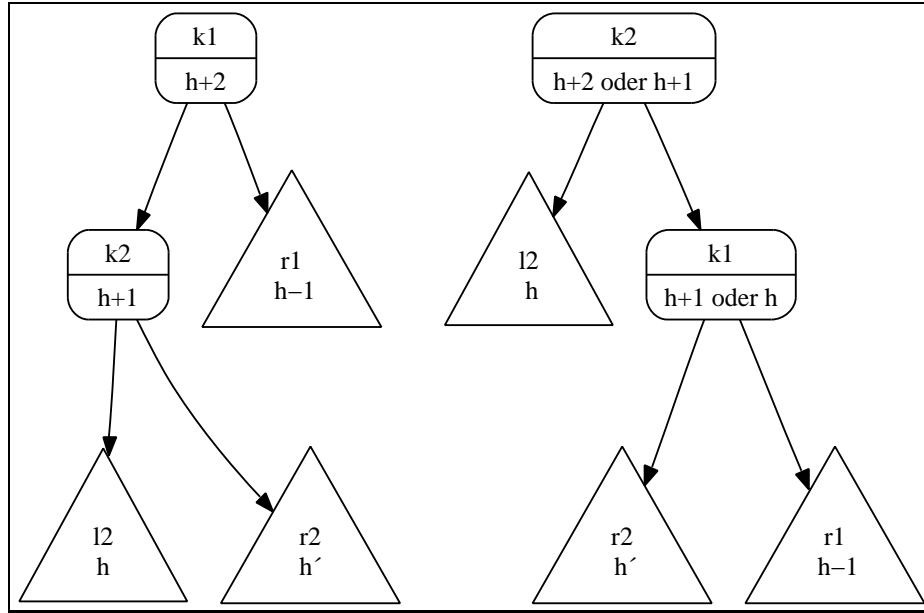 k1
h+2
k2
h+1
r1
h−1
l2
h
r2
h´
k2
h+2 oder h+1
l2
h
k1
h+1 oder h
r2
h´
r1
h−1